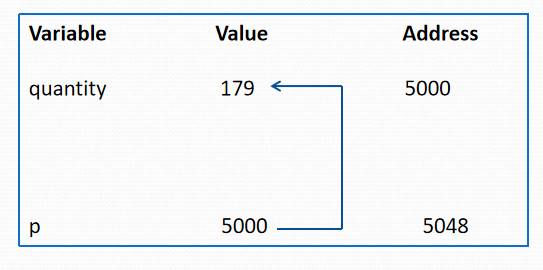 Variable Value Address
quantity 179 5000
p 5000 5048